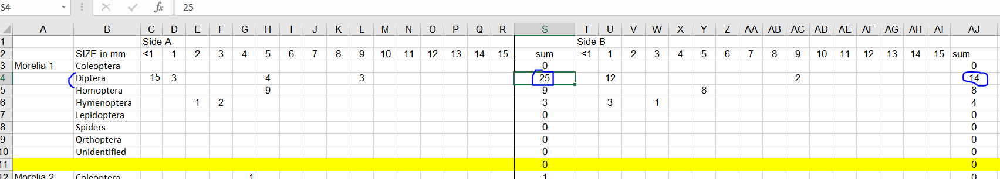 S4 fx 25
A B C D E F G H I J K L M N O P Q R S T U V W X Y Z AA AB AC AD AE AF AG AH AI AJ
1 Side A Side B
2 SIZE in mm <1 1 2 3 4 5 6 7 8 9 10 11 12 13 14 15 sum <1 1 2 3 4 5 6 7 8 9 10 11 12 13 14 15 sum
3 Morelia 1 Coleoptera 0 0
4 Diptera 15 3 4 3 25 12 2 14
5 Homoptera 9 9 8 8
6 Hymenoptera 1 2 3 3 1 4
7 Lepidoptera 0 0
8 Spiders 0 0
9 Orthoptera 0 0
10 Unidentified 0 0
11 0 0
12 Morelia 2 Coleoptera 1 1 0